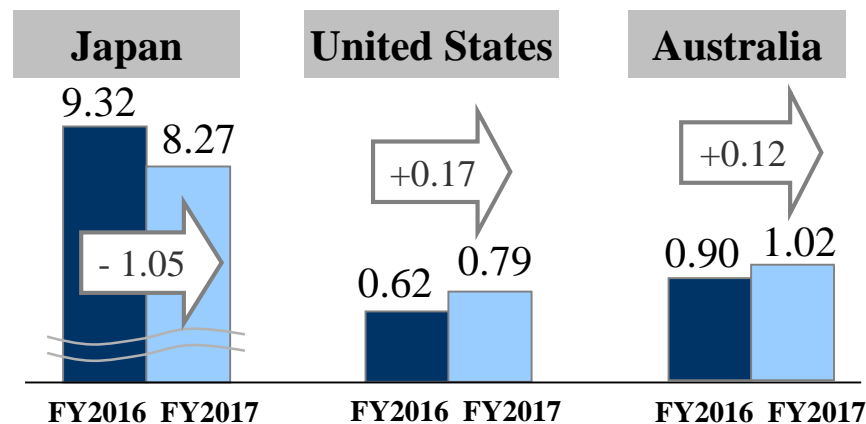 Japan
9.32
8.27
- 1.05
FY2016 FY2017
United States
+0.17
0.62
0.79
FY2016 FY2017
Australia
+0.12
0.90
1.02
FY2016 FY2017